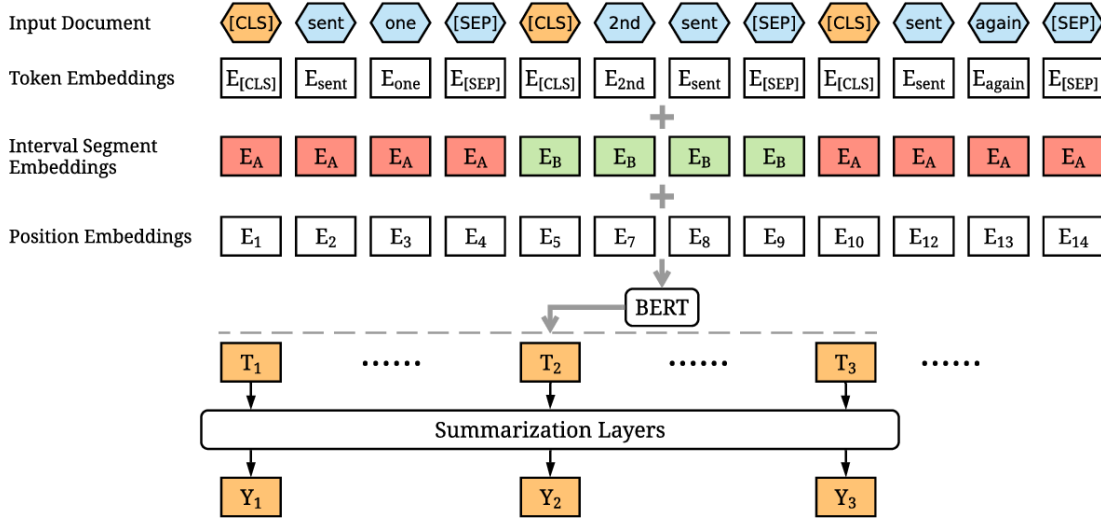 Input Document [CLS] sent one [SEP] [CLS] 2nd sent [SEP] [CLS] sent again [SEP]
Token Embeddings E[CLS] Esent Eone E[SEP] E[CLS] E2nd Esent E[SEP] E[CLS] Esent Eagain E[SEP]
+
Interval Segment
Embeddings EA EA EA EA EB EB EB EB EA EA EA EA
+
Position Embeddings E1 E2 E3 E4 E5 E7 E8 E9 E10 E12 E13 E14
BERT
T1 ...... T2 ...... T3 ......
Summarization Layers
Y1 Y2 Y3